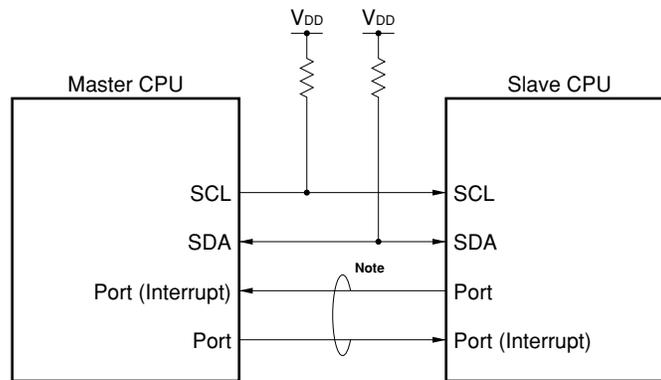 VDD VDD
Master CPU Slave CPU
SCL SCL
SDA SDA
Note
Port (Interrupt) Port
Port Port (Interrupt)